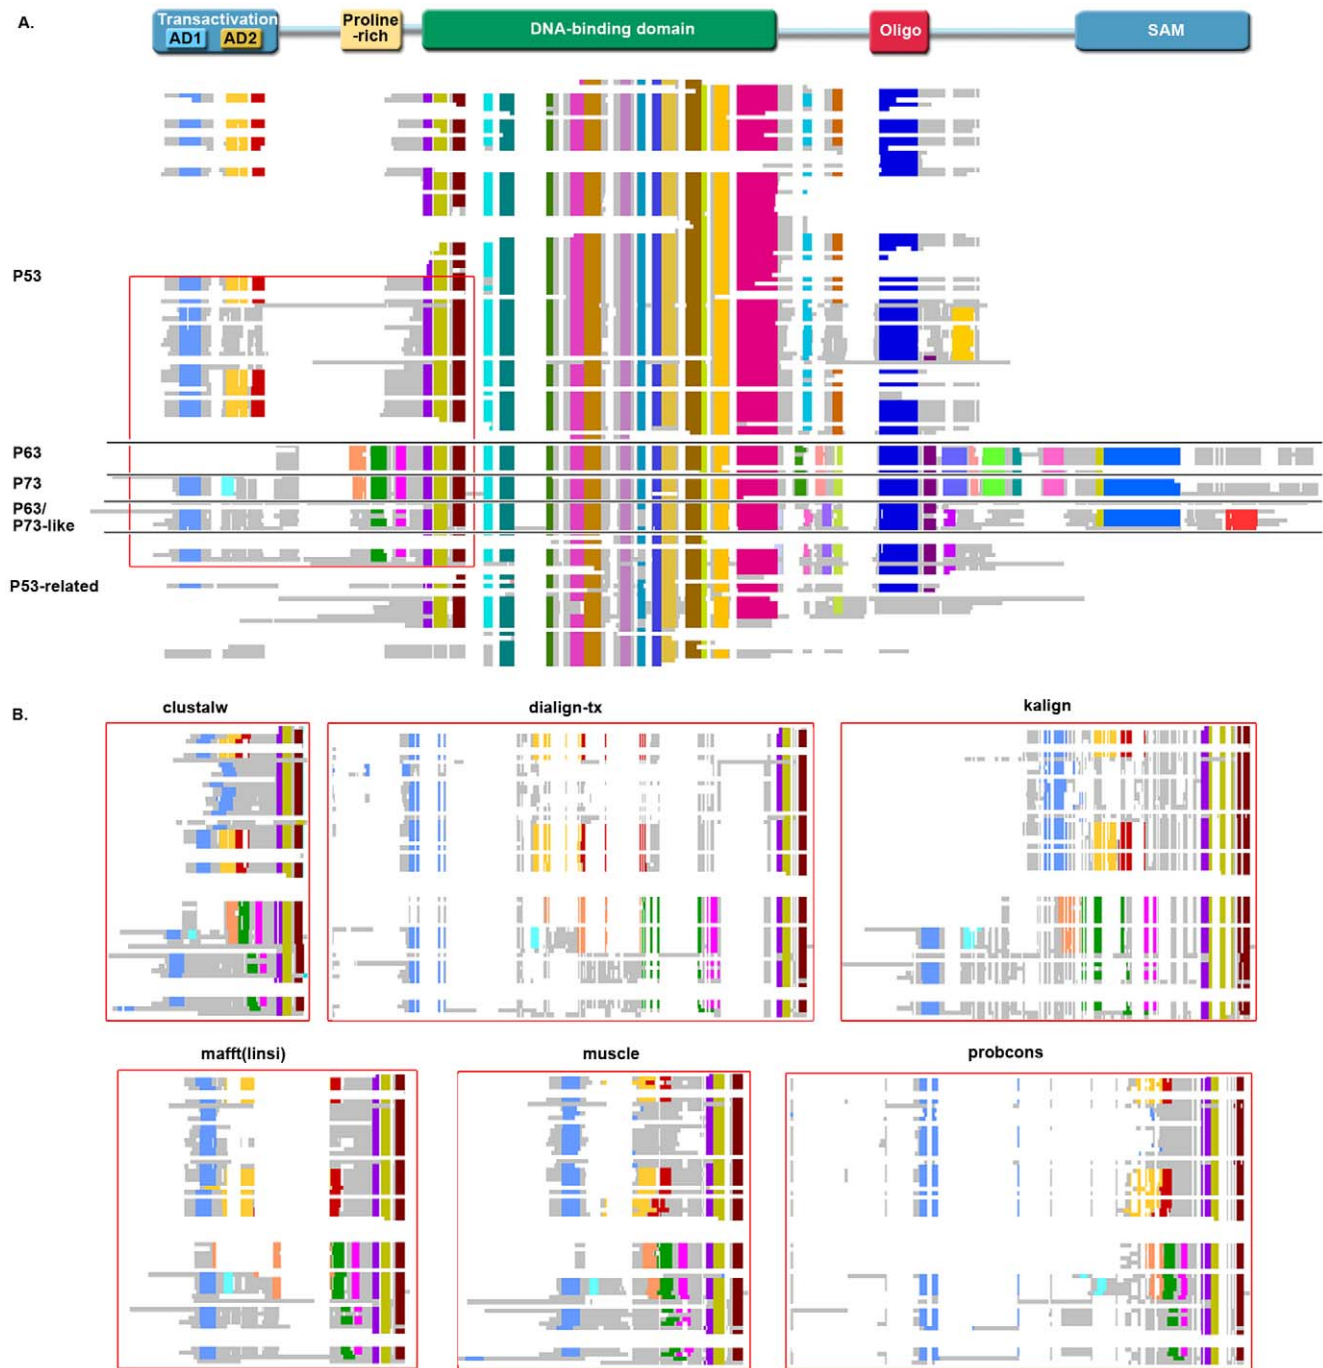 A.
Transactivation
AD1 AD2
Proline
-rich
DNA-binding domain
Oligo
SAM
P53
P63
P73
P63/
P73-like
P53-related
B.
clustalw
dialign-tx
kalign
mafft(linsi)
muscle
probcons